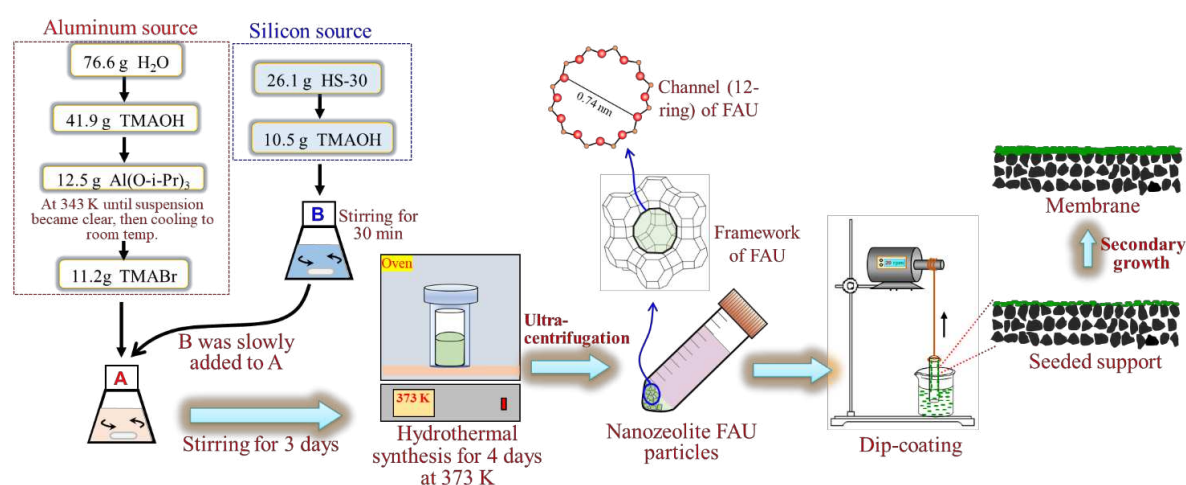 Aluminum source
76.6 g H₂O
41.9 g TMAOH
12.5 g Al(O-i-Pr)₃
At 343 K until suspension
became clear, then cooling to
room temp.
11.2g TMABr
A
Silicon source
26.1 g HS-30
10.5 g TMAOH
B
Stirring for
30 min
B was slowly
added to A
Stirring for 3 days
Oven
373 K
Hydrothermal
synthesis for 4 days
at 373 K
Ultra-
centrifugation
0.74 nm
Channel (12-
ring) of FAU
Framework
of FAU
Nanozeolite FAU
particles
Dip-coating
Membrane
Secondary
growth
Seeded support